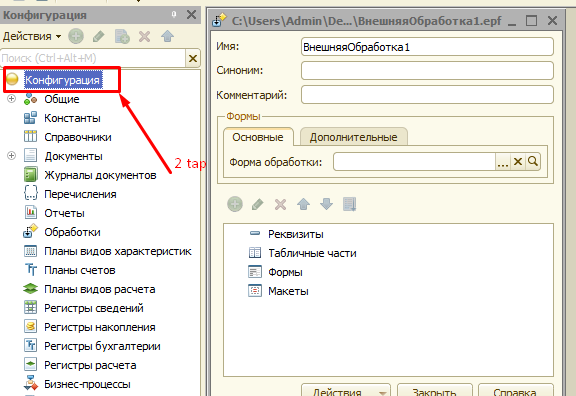 Конфигурация
Действия
Поиск (Ctrl+Alt+M)
Конфигурация
Общие
Константы
Справочники
Документы
Журналы документов
Перечисления
Отчеты
Обработки
Планы видов характеристик
Планы счетов
Планы видов расчета
Регистры сведений
Регистры накопления
Регистры бухгалтерии
Регистры расчета
Бизнес-процессы
2 tap
C:\Users\Admin\De...\ВнешняяОбработка1.epf
Имя: ВнешняяОбработка1
Синоним:
Комментарий:
Формы
Основные Дополнительные
Форма обработки: ...
Реквизиты
Табличные части
Формы
Макеты
Действия Закрыть Справка